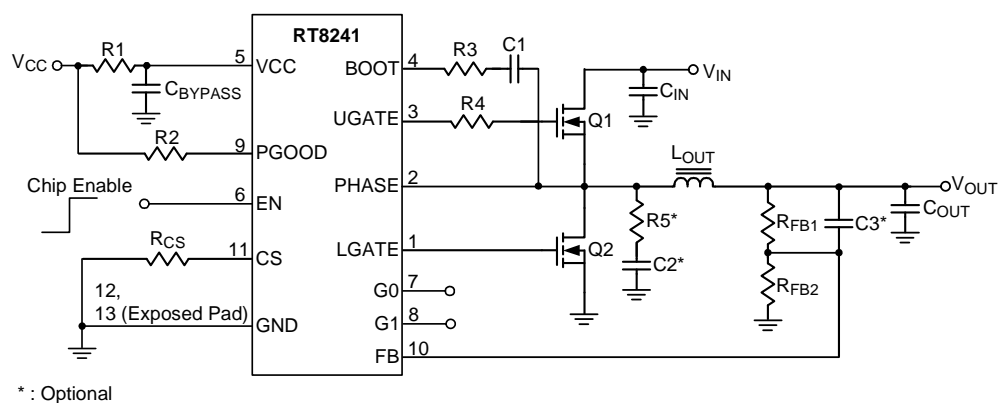 RT8241
VCC
R1
5
VCC
CBYPASS
R2
9
PGOOD
Chip Enable
6
EN
RCS
11
CS
12,
13 (Exposed Pad)
GND
BOOT
4
R3
C1
UGATE
3
R4
Q1
CIN
VIN
PHASE
2
LOUT
VOUT
R5*
C2*
RFB1
C3*
COUT
RFB2
LGATE
1
Q2
G0
7
G1
8
FB
10
* : Optional